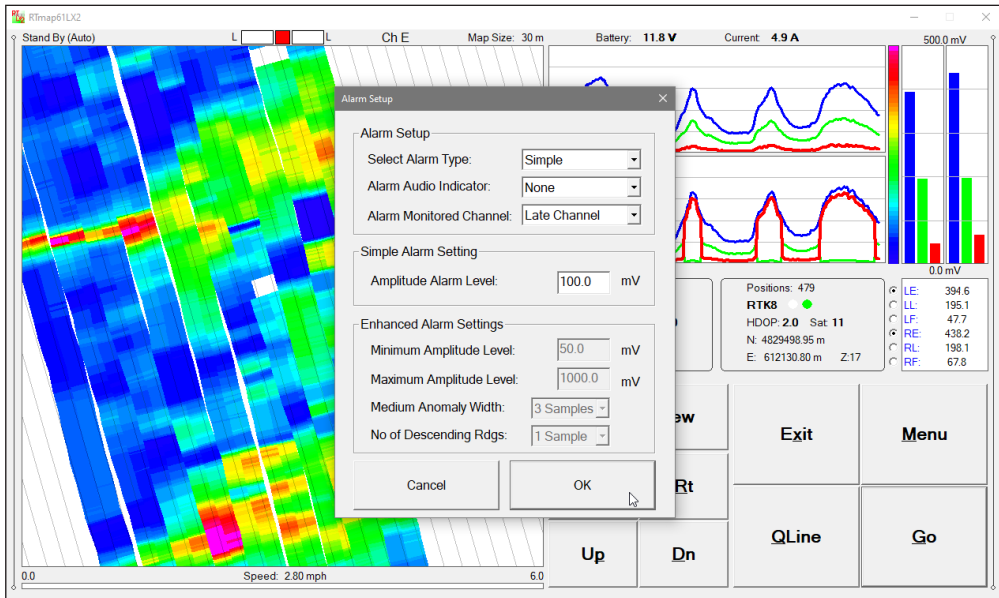 RTmap61LX2
Stand By (Auto) L L Ch E Map Size: 30 m Battery: 11.8 V Current: 4.9 A 500.0 mV
Alarm Setup
Alarm Setup
Select Alarm Type: Simple
Alarm Audio Indicator: None
Alarm Monitored Channel: Late Channel
Simple Alarm Setting
Amplitude Alarm Level: 100.0 mV
Enhanced Alarm Settings
Minimum Amplitude Level: 50.0 mV
Maximum Amplitude Level: 1000.0 mV
Medium Anomaly Width: 3 Samples
No of Descending Rdgs: 1 Sample
Cancel OK
0.0 mV
Positions: 479
RTK8
HDOP: 2.0 Sat: 11
N: 4829498.95 m
E: 612130.80 m Z:17
LE: 394.6
LL: 195.1
LF: 47.7
RE: 438.2
RL: 198.1
RF: 67.8
Exit Menu
Rt
Up Dn QLine Go
0.0 Speed: 2.80 mph 6.0